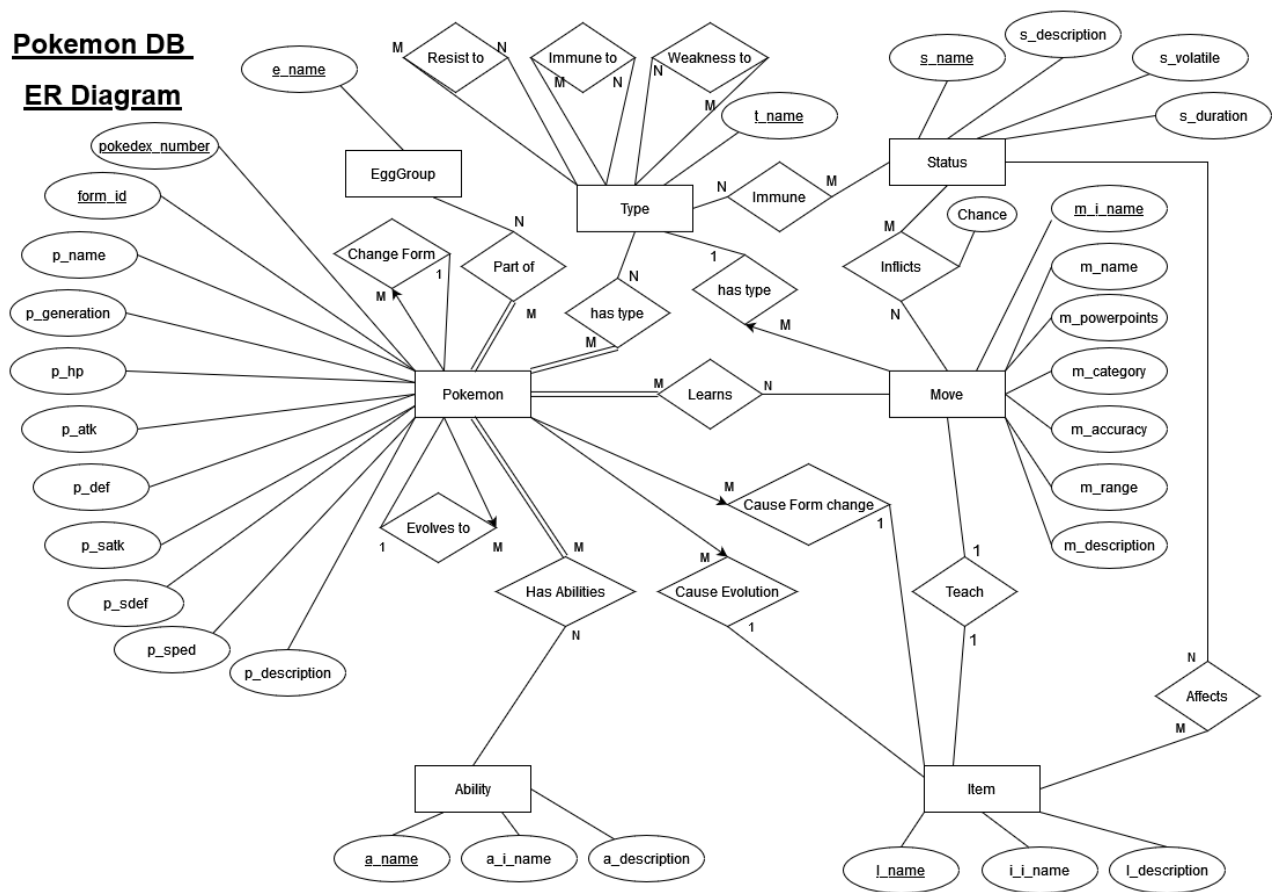 Pokemon DB
ER Diagram
e_name
M
Resist to
N
Immune to
M
N
Weakness to
N
M
t_name
s_name
s_description
s_volatile
s_duration
pokedex_number
EggGroup
Type
N
Immune
M
Status
form_id
Change Form
1
M
N
Part of
M
N
has type
M
1
has type
M
M
Inflicts
N
Chance
m_i_name
p_name
m_name
p_generation
m_powerpoints
p_hp
Pokemon
M
Learns
N
Move
m_category
p_atk
m_accuracy
p_def
m_range
p_satk
1
Evolves to
M
M
Cause Form change
1
m_description
p_sdef
M
Has Abilities
N
M
Cause Evolution
1
1
Teach
1
p_sped
p_description
N
Affects
M
Ability
Item
a_name
a_i_name
a_description
I_name
i_i_name
I_description